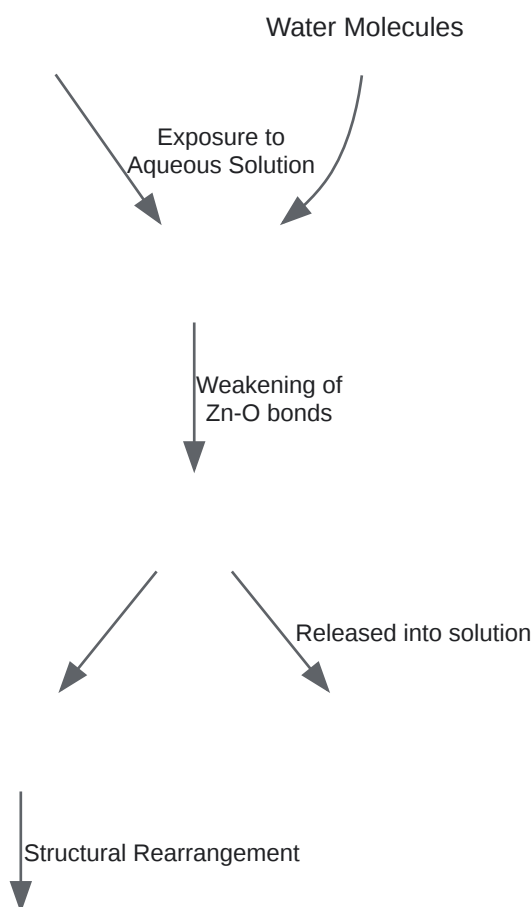 Water Molecules
Exposure to
Aqueous Solution
Weakening of
Zn-O bonds
Released into solution
Structural Rearrangement